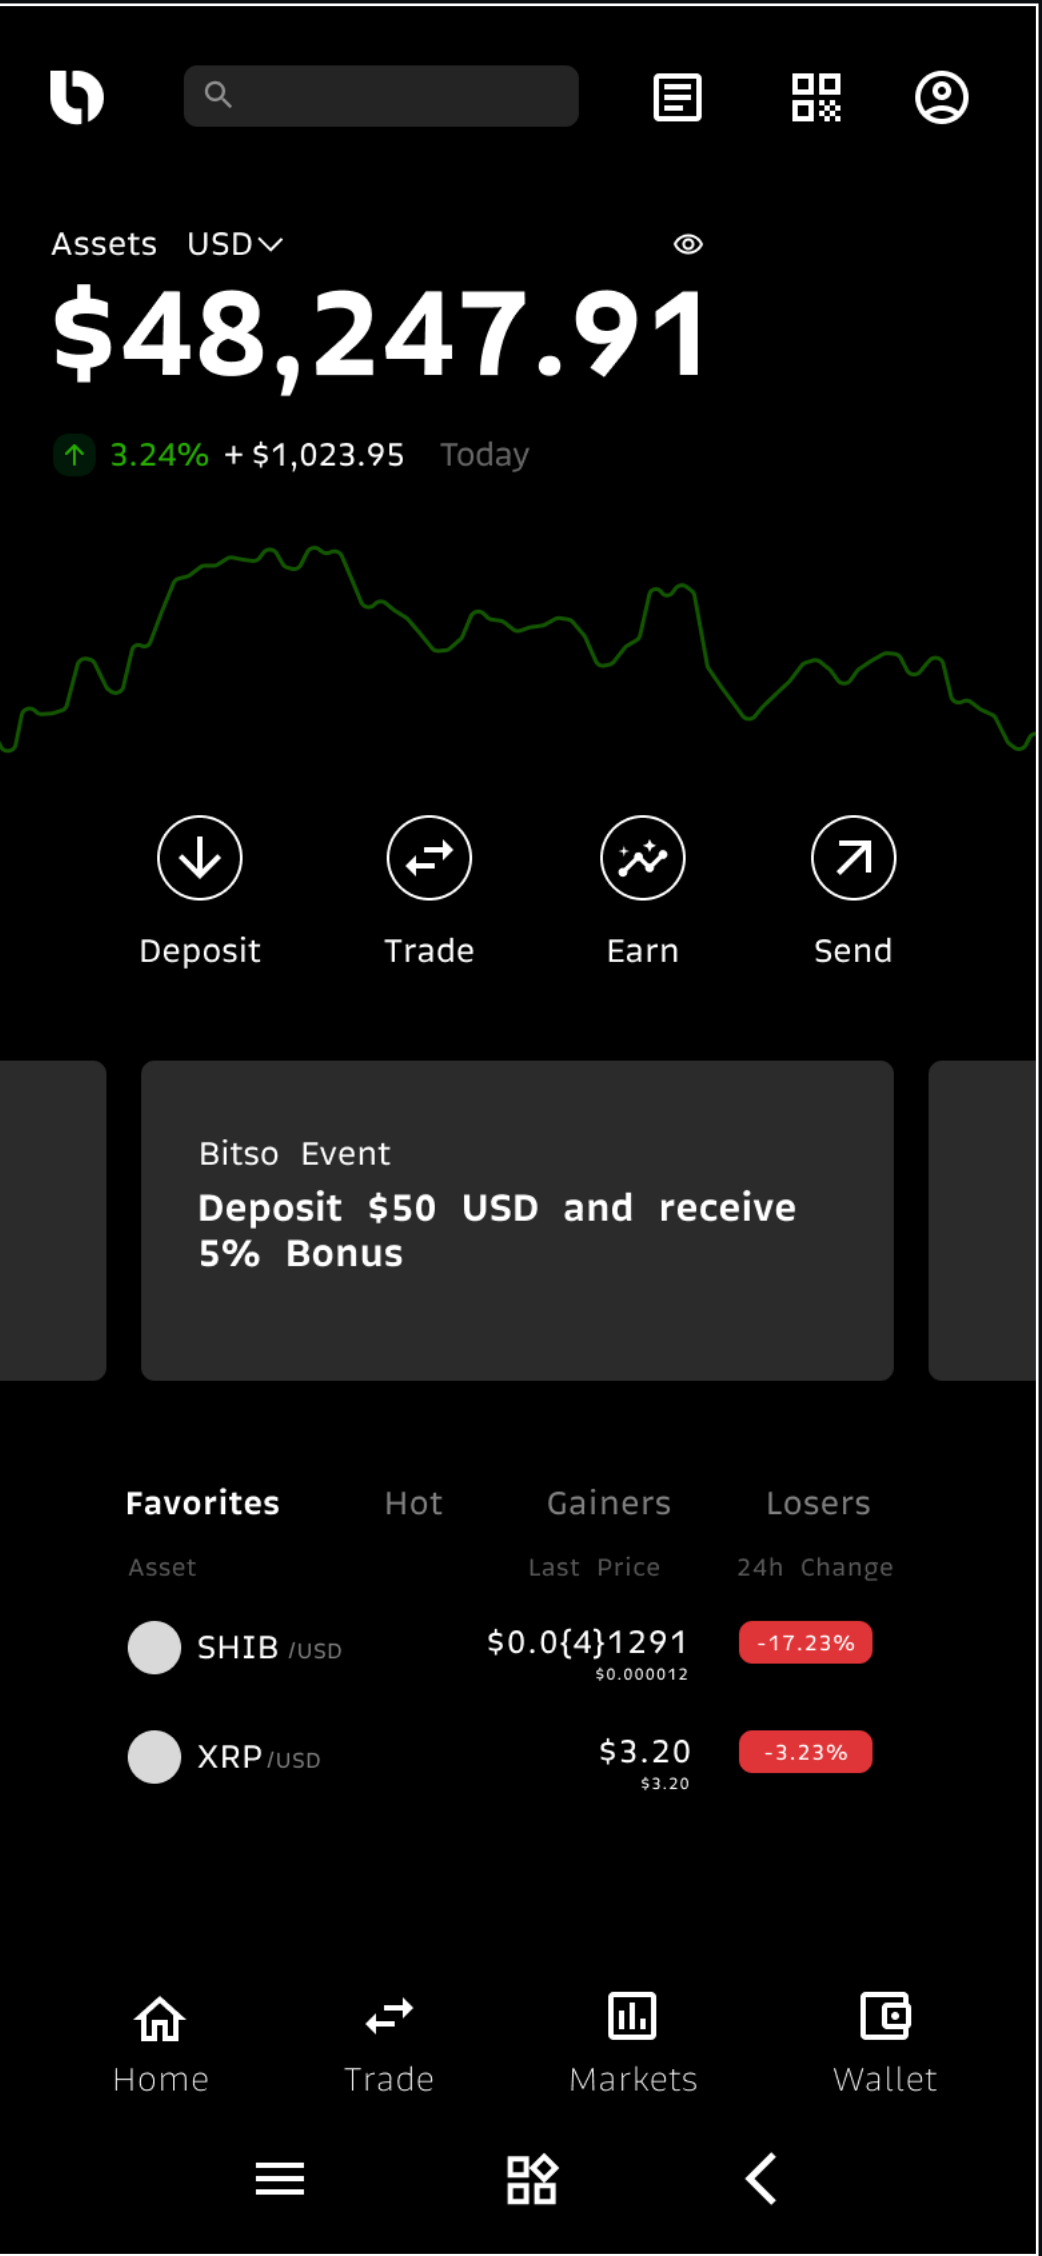 Assets USD
$48,247.91
3.24% + $1,023.95 Today
Deposit Trade Earn Send
Bitso Event
Deposit $50 USD and receive
5% Bonus
Favorites Hot Gainers Losers
Asset Last Price 24h Change
SHIB /USD $0.0{4}1291 -17.23%
$0.000012
XRP /USD $3.20 -3.23%
$3.20
Home Trade Markets Wallet